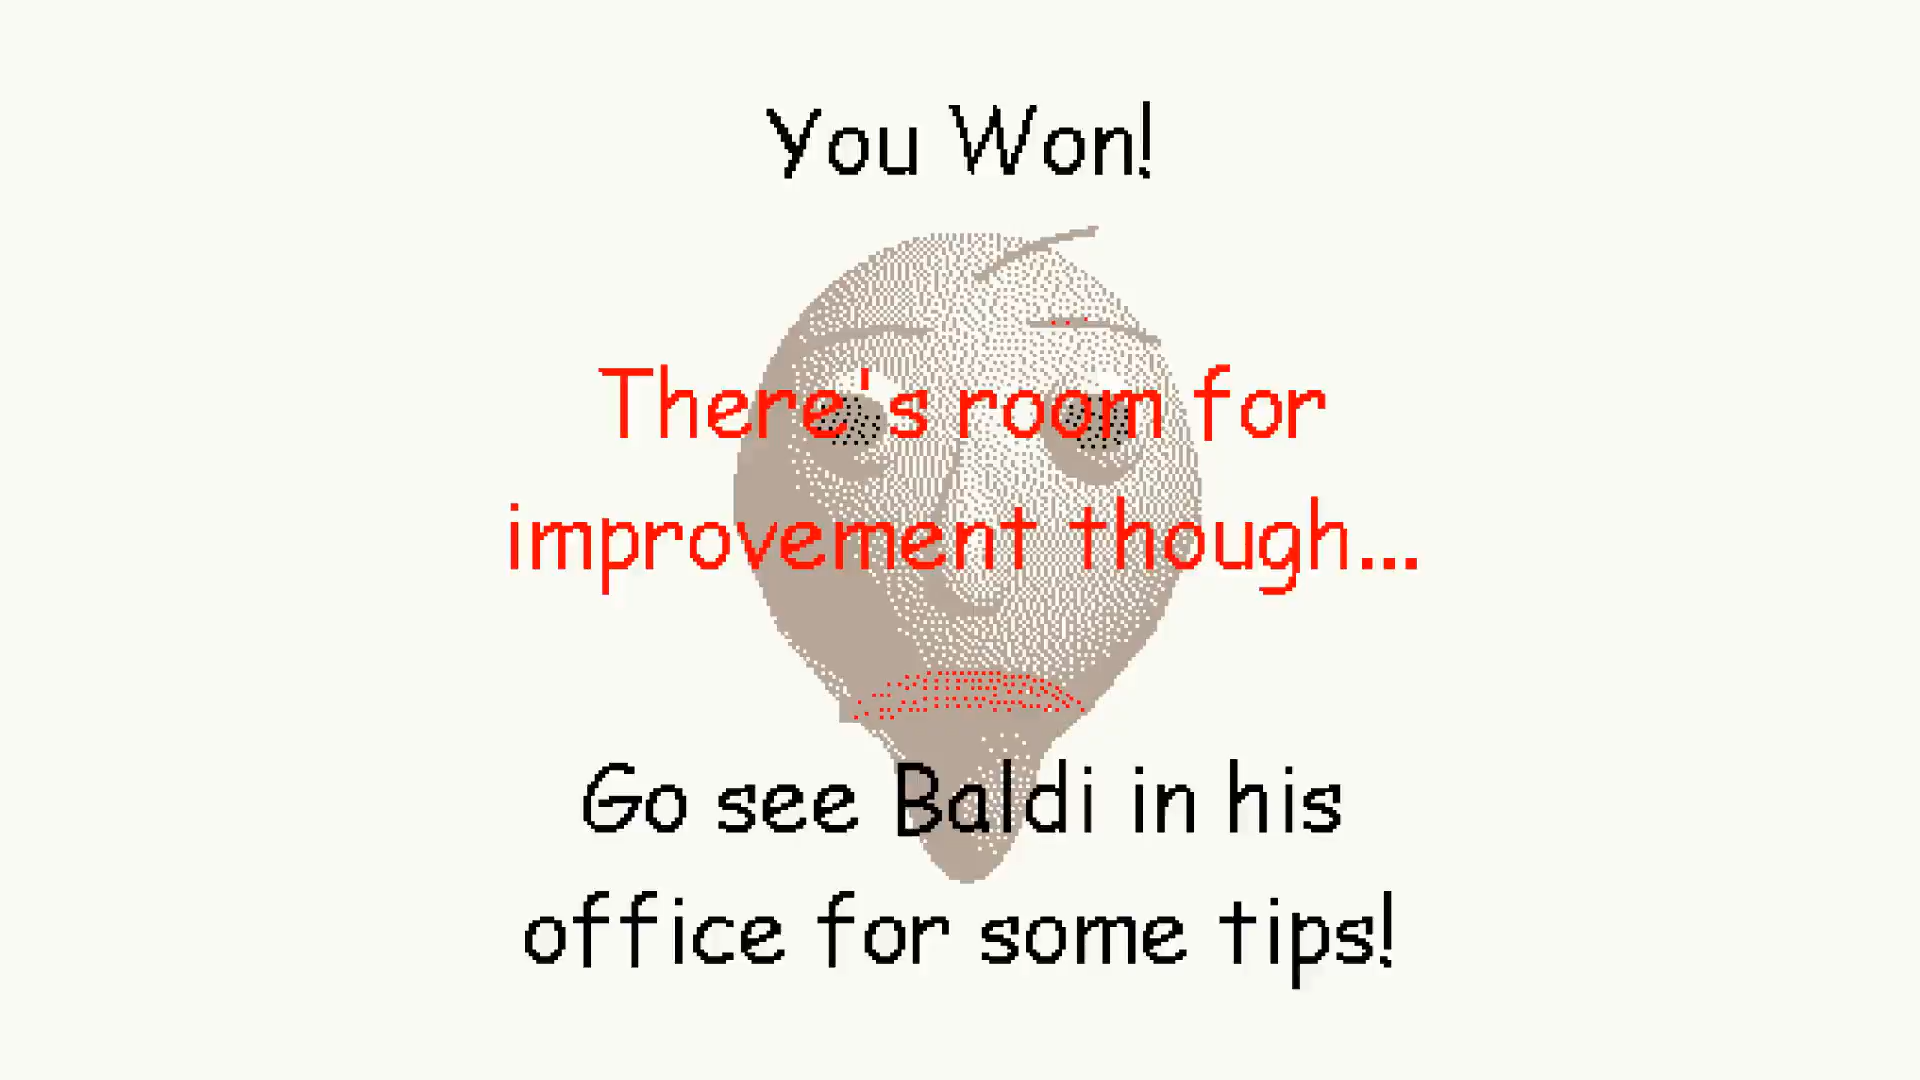 You Won!
There's room for
improvement though...
Go see Baldi in his
office for some tips!